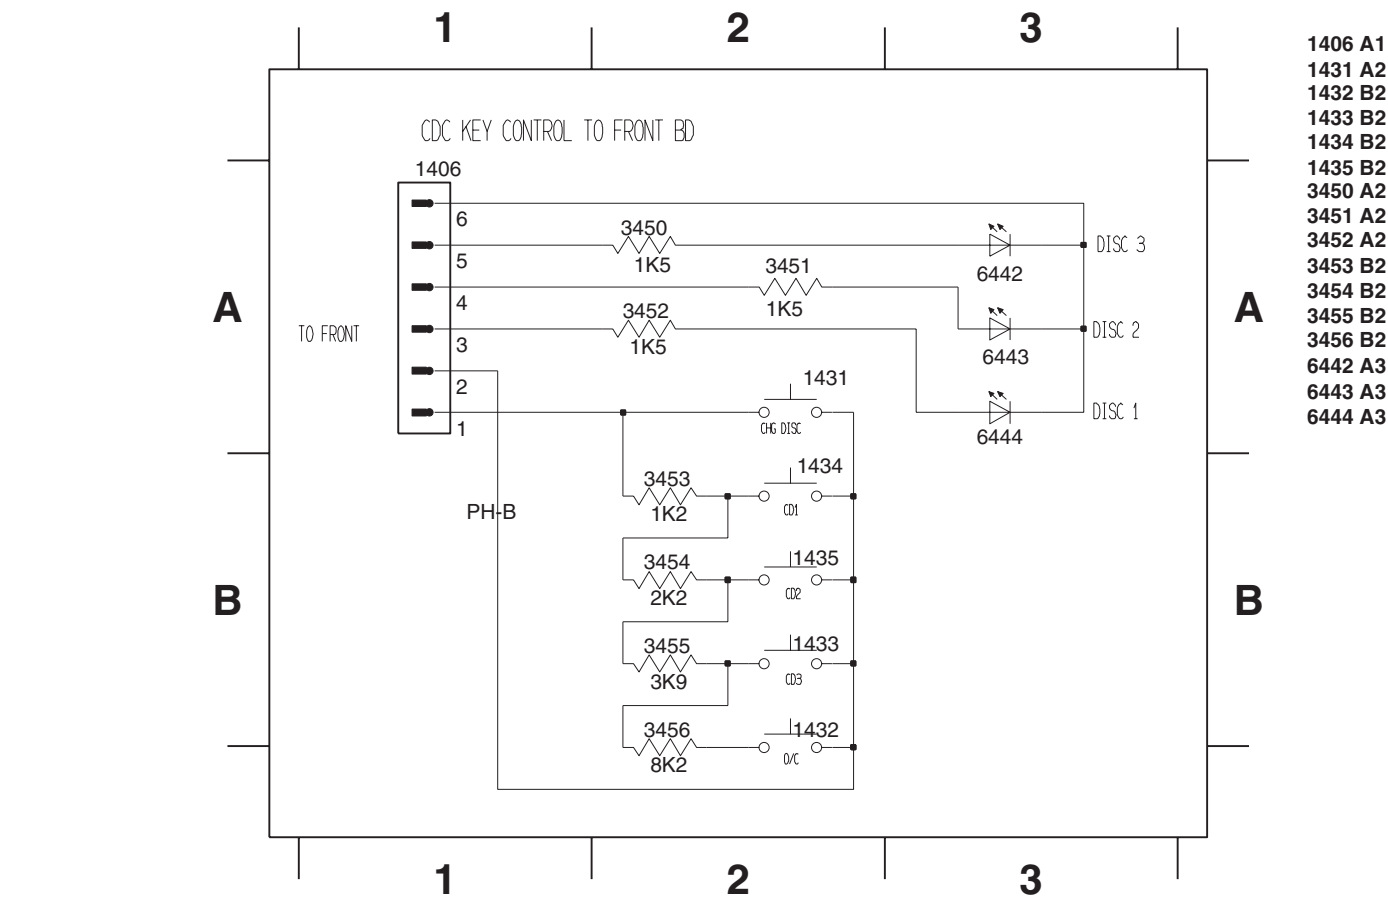 1 2 3
CDC KEY CONTROL TO FRONT BD
1406
6
3450
DISC 3
5
1K5
3451
6442
4
3452
1K5
A
A
TO FRONT
DISC 2
3
1K5
6443
1431
2
DISC 1
1
CHG DISC
6444
1434
3453
PH-B
1K2
CD1
1435
3454
2K2
CD2
B
B
1433
3455
3K9
CD3
1432
3456
8K2
O/C
1 2 3
1406 A1
1431 A2
1432 B2
1433 B2
1434 B2
1435 B2
3450 A2
3451 A2
3452 A2
3453 B2
3454 B2
3455 B2
3456 B2
6442 A3
6443 A3
6444 A3